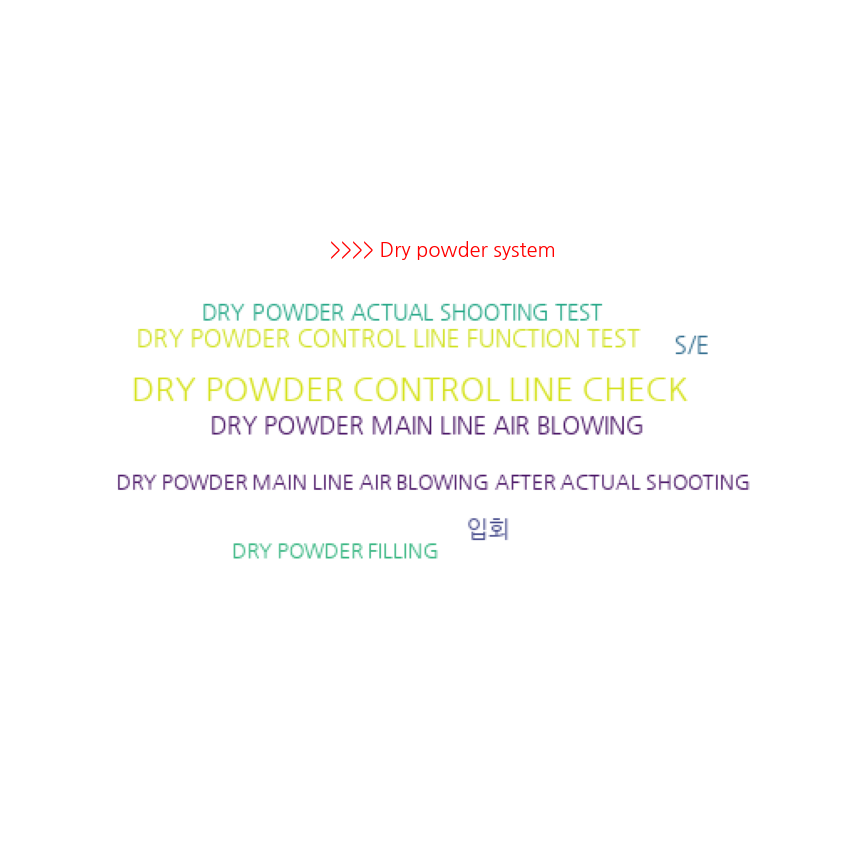 >>>> Dry powder system
DRY POWDER ACTUAL SHOOTING TEST
DRY POWDER CONTROL LINE FUNCTION TEST
S/E
DRY POWDER CONTROL LINE CHECK
DRY POWDER MAIN LINE AIR BLOWING
DRY POWDER MAIN LINE AIR BLOWING AFTER ACTUAL SHOOTING
입회
DRY POWDER FILLING